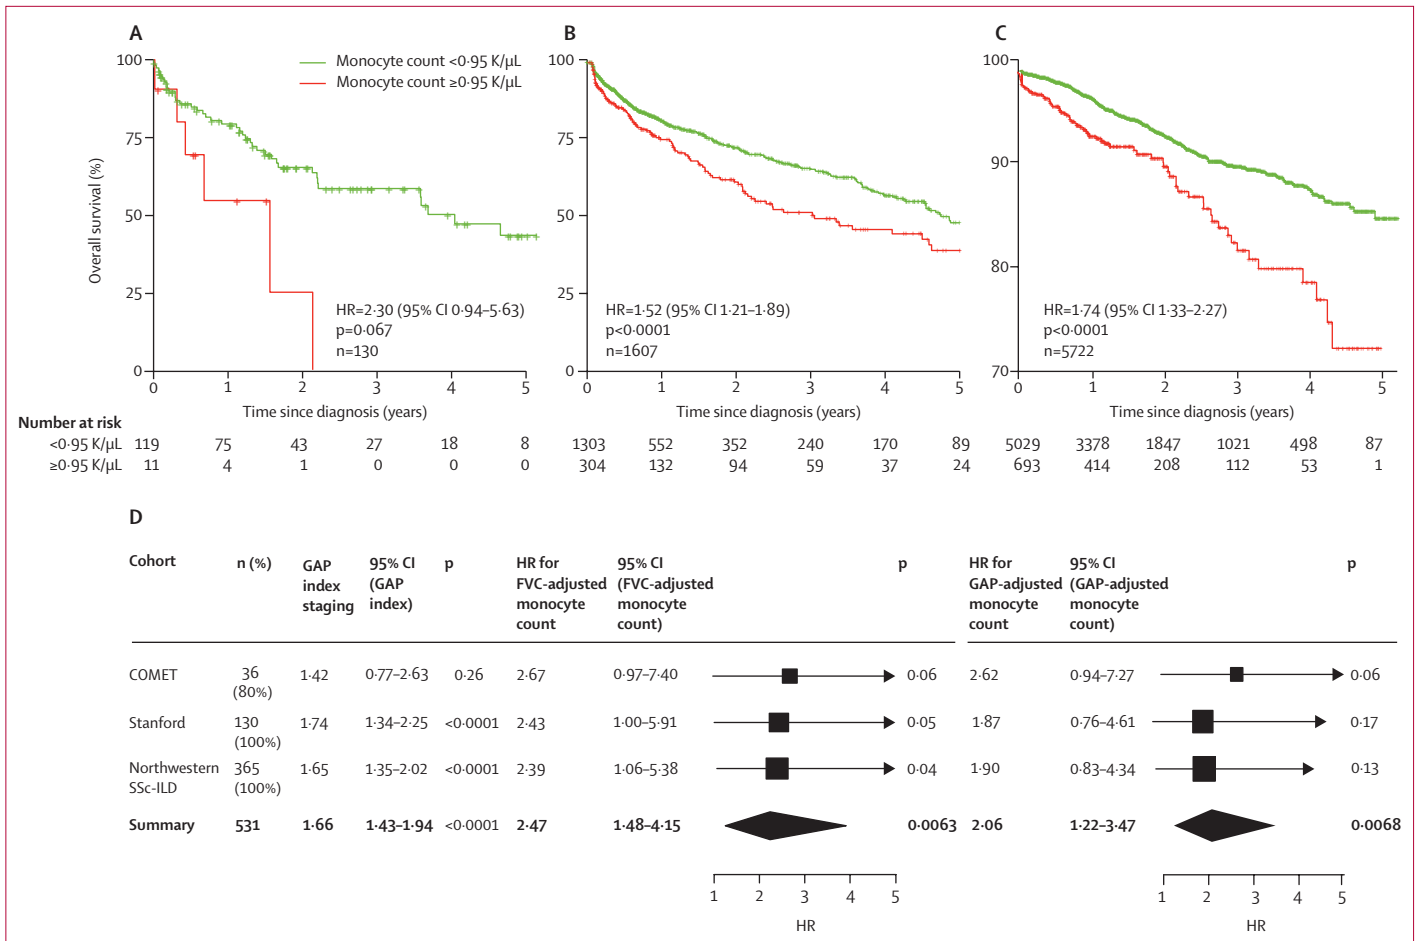 A
B
C
Monocyte count <0·95 K/µL
Monocyte count ≥0·95 K/µL
Overall survival (%)
100
75
50
25
0
HR=2·30 (95% CI 0·94–5·63)
p=0·067
n=130
0 1 2 3 4 5
Time since diagnosis (years)
100
75
50
25
0
HR=1·52 (95% CI 1·21–1·89)
p<0·0001
n=1607
0 1 2 3 4 5
Time since diagnosis (years)
100
90
80
70
HR=1·74 (95% CI 1·33–2·27)
p<0·0001
n=5722
0 1 2 3 4 5
Time since diagnosis (years)
Number at risk
<0·95 K/µL 119 75 43 27 18 8 1303 552 352 240 170 89 5029 3378 1847 1021 498 87
≥0·95 K/µL 11 4 1 0 0 0 304 132 94 59 37 24 693 414 208 112 53 1
D
Cohort
n (%)
GAP
index
staging
95% CI
(GAP
index)
p
HR for
FVC-adjusted
monocyte
count
95% CI
(FVC-adjusted
monocyte
count)
p
HR for
GAP-adjusted
monocyte
count
95% CI
(GAP-adjusted
monocyte
count)
p
COMET 36 1·42 0·77–2·63 0·26 2·67 0·97–7·40 0·06 2·62 0·94–7·27 0·06
(80%)
Stanford 130 1·74 1·34–2·25 <0·0001 2·43 1·00–5·91 0·05 1·87 0·76–4·61 0·17
(100%)
Northwestern 365 1·65 1·35–2·02 <0·0001 2·39 1·06–5·38 0·04 1·90 0·83–4·34 0·13
SSc-ILD (100%)
Summary 531 1·66 1·43–1·94 <0·0001 2·47 1·48–4·15 0·0063 2·06 1·22–3·47 0·0068
1 2 3 4 5
HR
1 2 3 4 5
HR